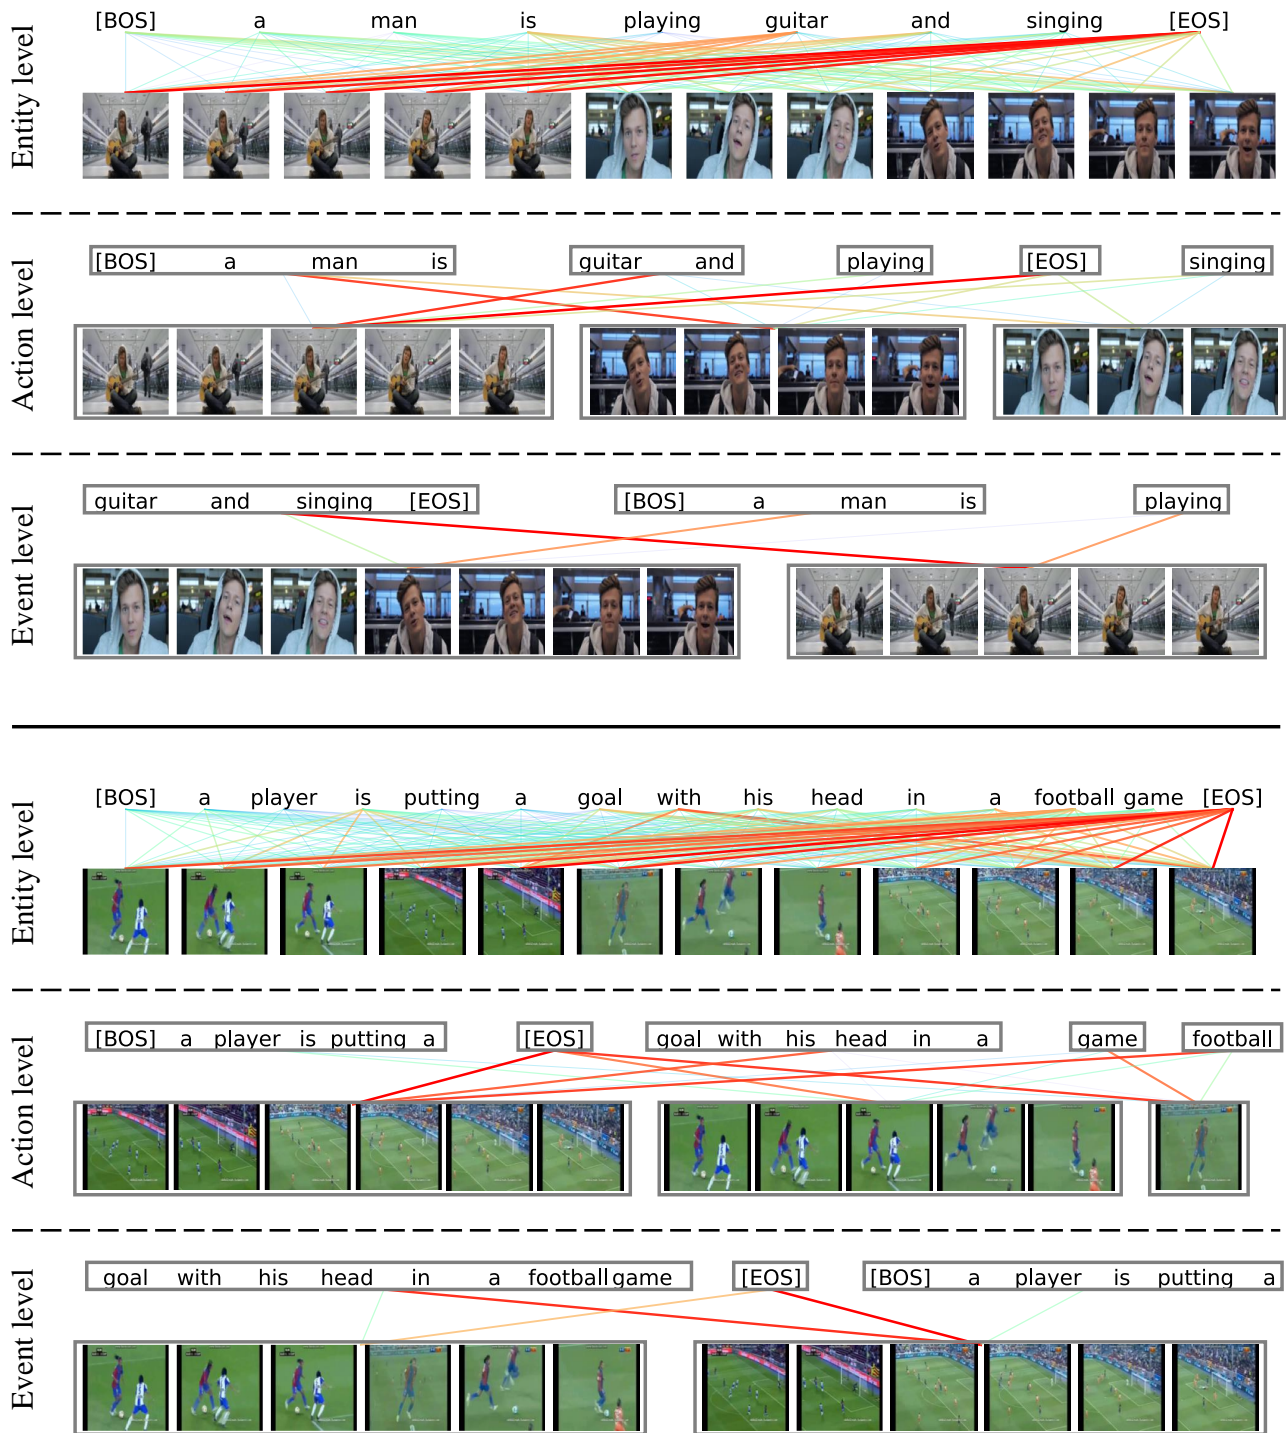 Entity level
[BOS] a man is playing guitar and singing [EOS]
Action level
[BOS] a man is guitar and playing [EOS] singing
Event level
guitar and singing [EOS] [BOS] a man is playing
Entity level
[BOS] a player is putting a goal with his head in a football game [EOS]
Action level
[BOS] a player is putting a [EOS] goal with his head in a game football
Event level
goal with his head in a football game [EOS] [BOS] a player is putting a